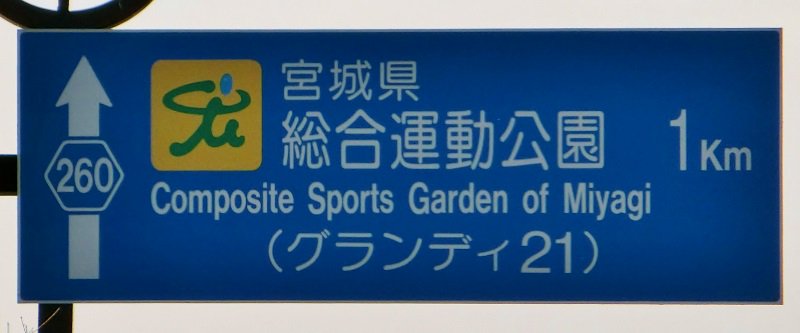 宮城県
総合運動公園 1Km
260
Composite Sports Garden of Miyagi
(グランディ21)